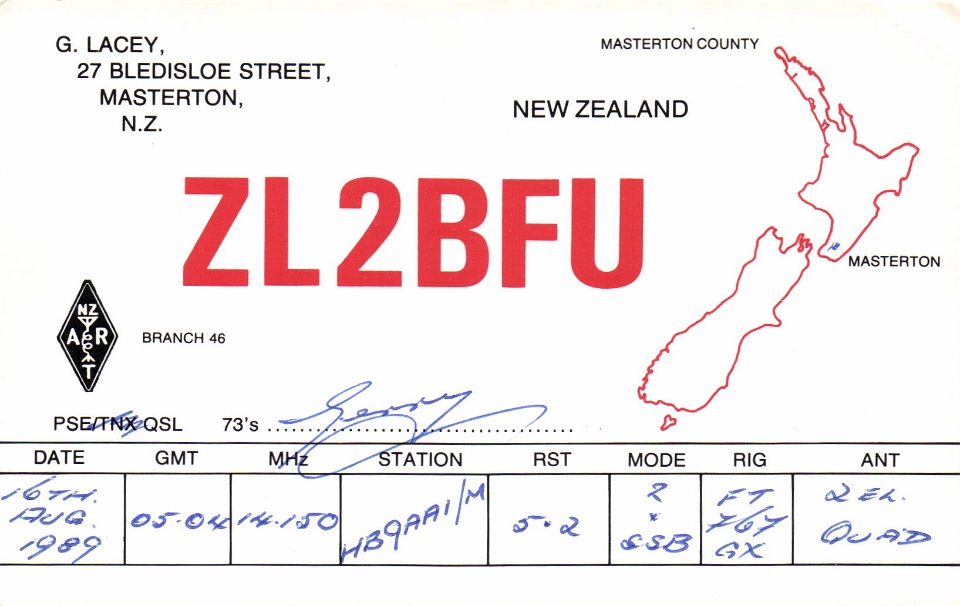 G. LACEY,
27 BLEDISLOE STREET,
MASTERTON,
N.Z.
MASTERTON COUNTY
NEW ZEALAND
ZL2BFU
MASTERTON
NZ
A R
T
BRANCH 46
PSE/TNX QSL 73's Gerry
DATE GMT MHz STATION RST MODE RIG ANT
16TH. AUG. 1989 05.04 14.150 HB9AAI/M 5.2 2 x SSB FT 767 GX 2 EL. QUAD